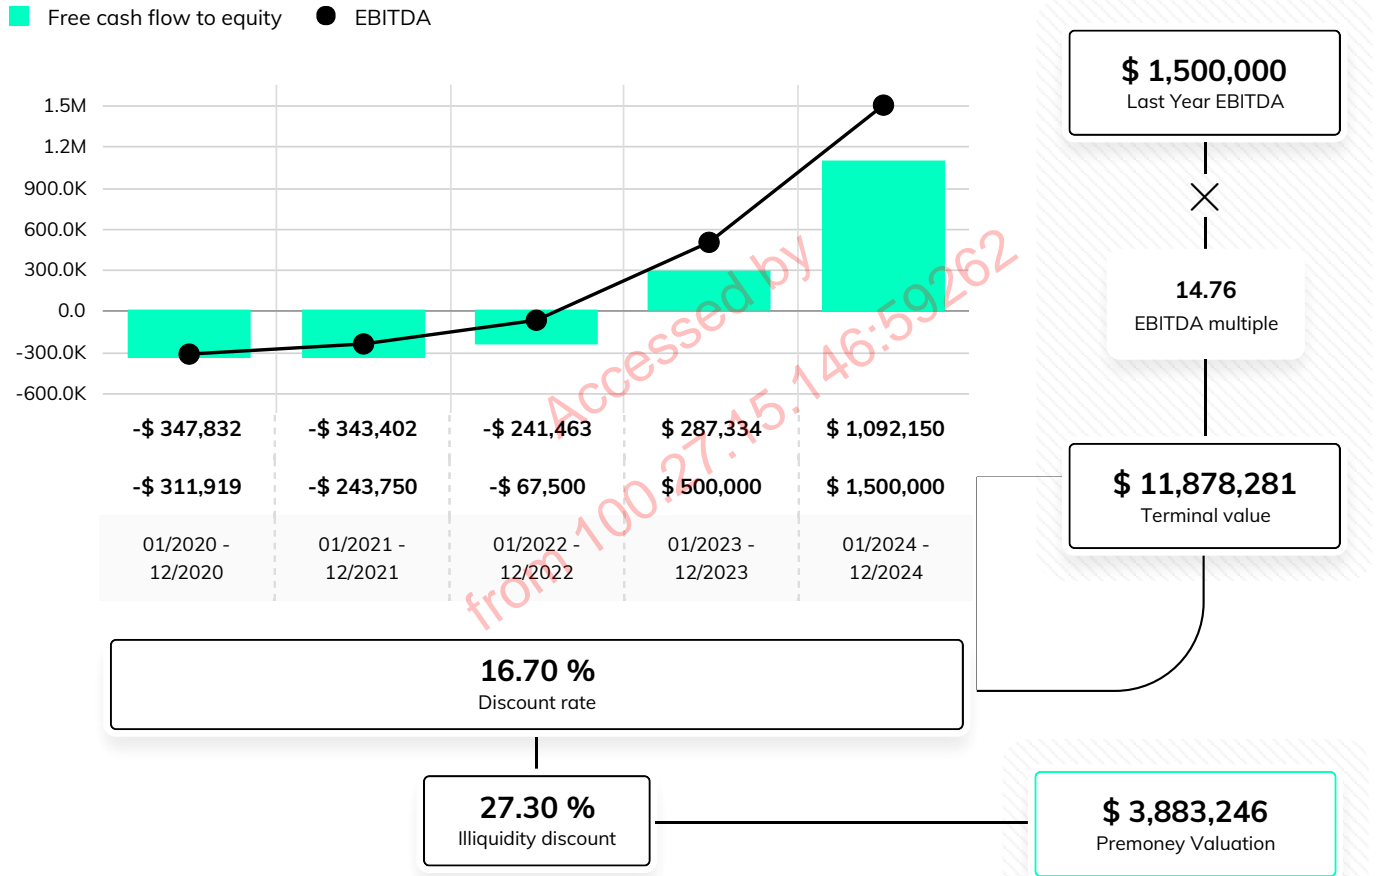 Free cash flow to equity
EBITDA
1.5M
1.2M
900.0K
600.0K
300.0K
0.0
-300.0K
-600.0K
-$ 347,832
-$ 343,402
-$ 241,463
$ 287,334
$ 1,092,150
-$ 311,919
-$ 243,750
-$ 67,500
$ 500,000
$ 1,500,000
01/2020 -
12/2020
01/2021 -
12/2021
01/2022 -
12/2022
01/2023 -
12/2023
01/2024 -
12/2024
Accessed by
from 100.27.15.146:59262
$ 1,500,000
Last Year EBITDA
14.76
EBITDA multiple
$ 11,878,281
Terminal value
16.70 %
Discount rate
27.30 %
Illiquidity discount
$ 3,883,246
Premoney Valuation